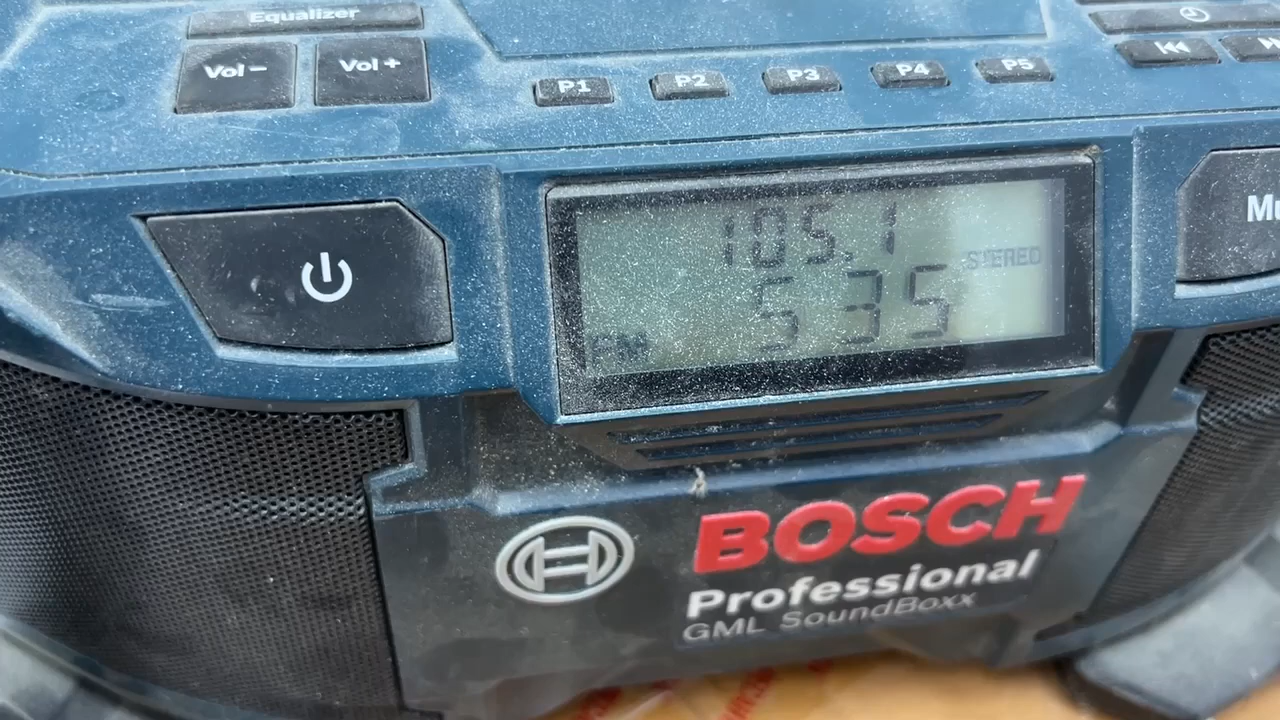 Equalizer
Vol − Vol +
P1 P2 P3 P4 P5
105.1
STEREO
5 35
FM
BOSCH
Professional
GML SoundBoxx